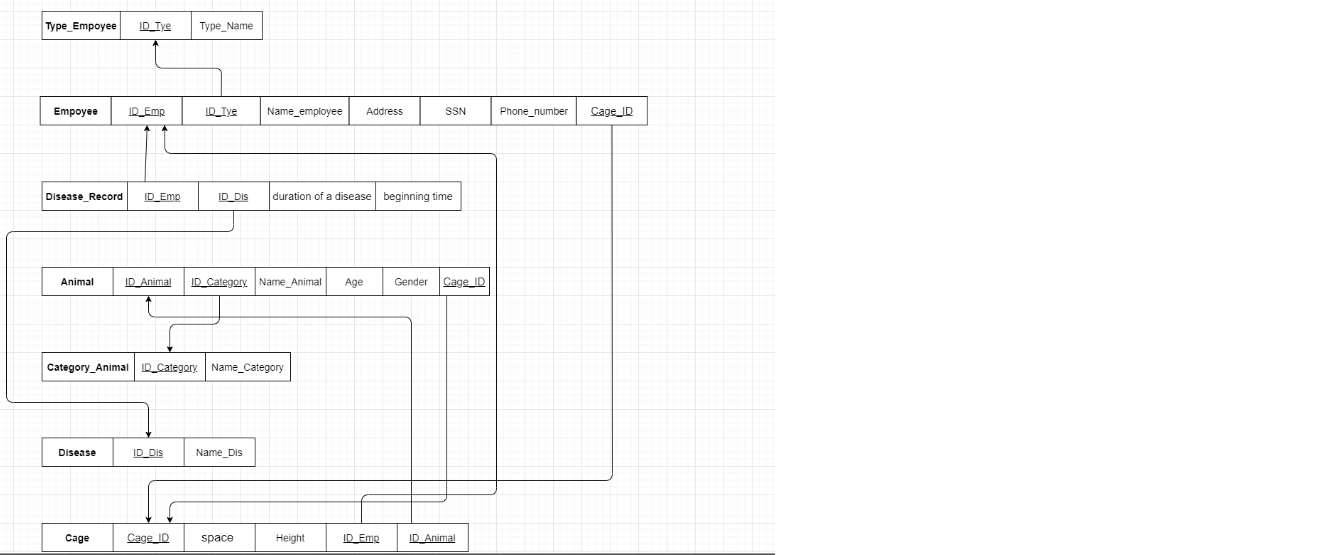 Type_Empoyee ID_Tye Type_Name
Empoyee ID_Emp ID_Tye Name_employee Address SSN Phone_number Cage_ID
Disease_Record ID_Emp ID_Dis duration of a disease beginning time
Animal ID_Animal ID_Category Name_Animal Age Gender Cage_ID
Category_Animal ID_Category Name_Category
Disease ID_Dis Name_Dis
Cage Cage_ID space Height ID_Emp ID_Animal